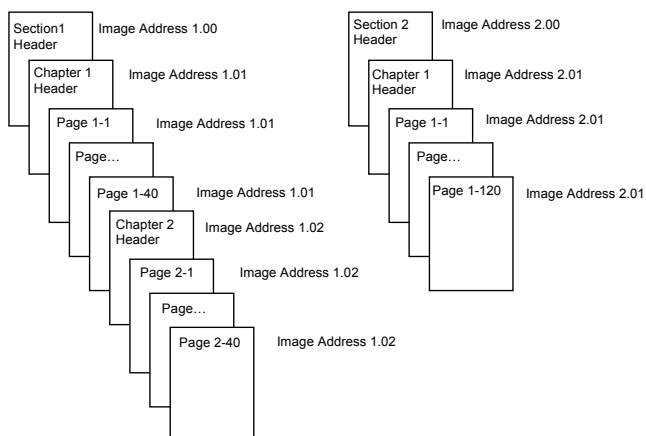 Section1
Header
Image Address 1.00
Chapter 1
Header
Image Address 1.01
Page 1-1
Image Address 1.01
Page…
Page 1-40
Image Address 1.01
Chapter 2
Header
Image Address 1.02
Page 2-1
Image Address 1.02
Page…
Page 2-40
Image Address 1.02
Section 2
Header
Image Address 2.00
Chapter 1
Header
Image Address 2.01
Page 1-1
Image Address 2.01
Page…
Page 1-120
Image Address 2.01